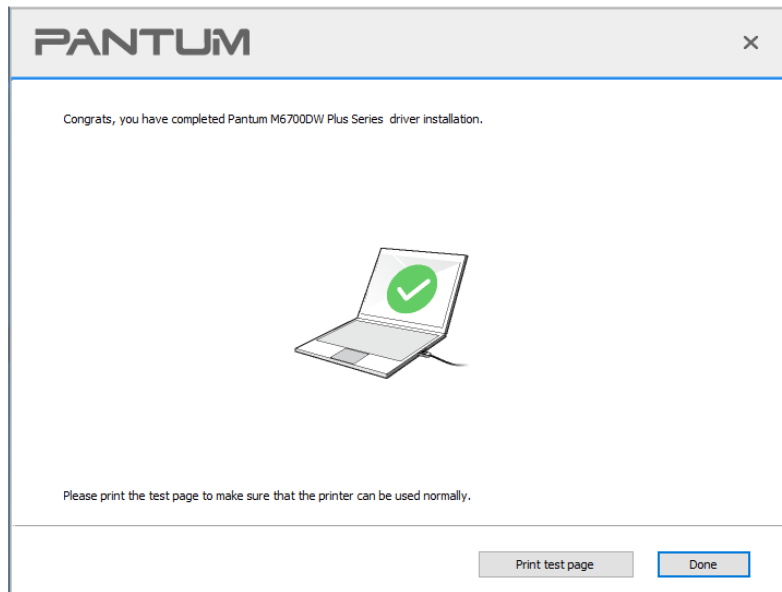 PANTUM
Congrats, you have completed Pantum M6700DW Plus Series driver installation.
Please print the test page to make sure that the printer can be used normally.
Print test page
Done